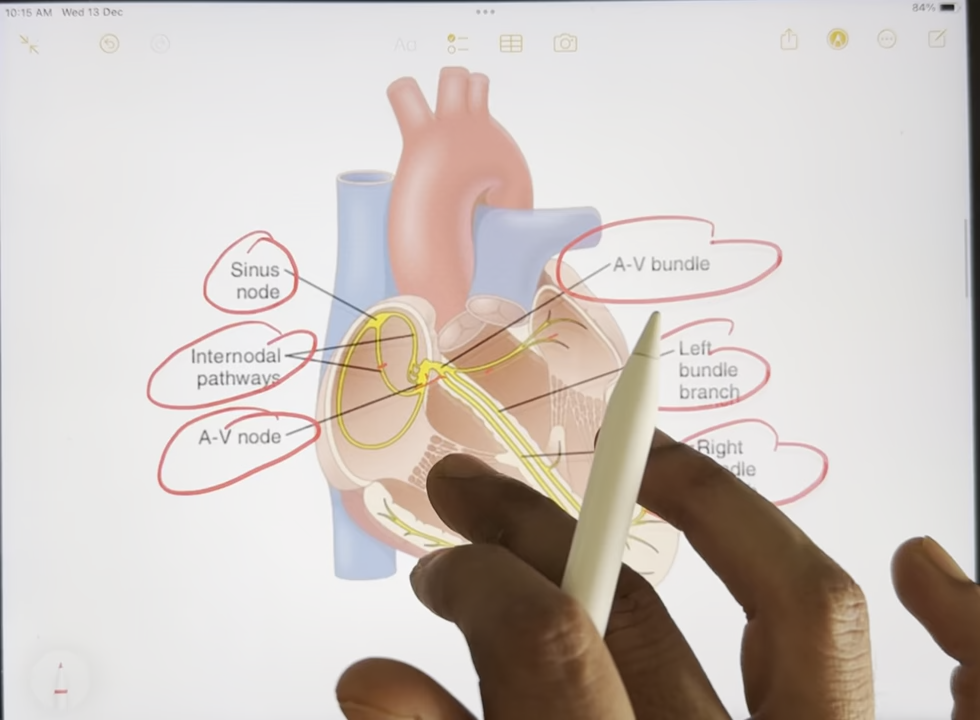 10:15 AM Wed 13 Dec
84%
Aa
Sinus
node
Internodal
pathways
A-V node
A-V bundle
Left
bundle
branch
Right